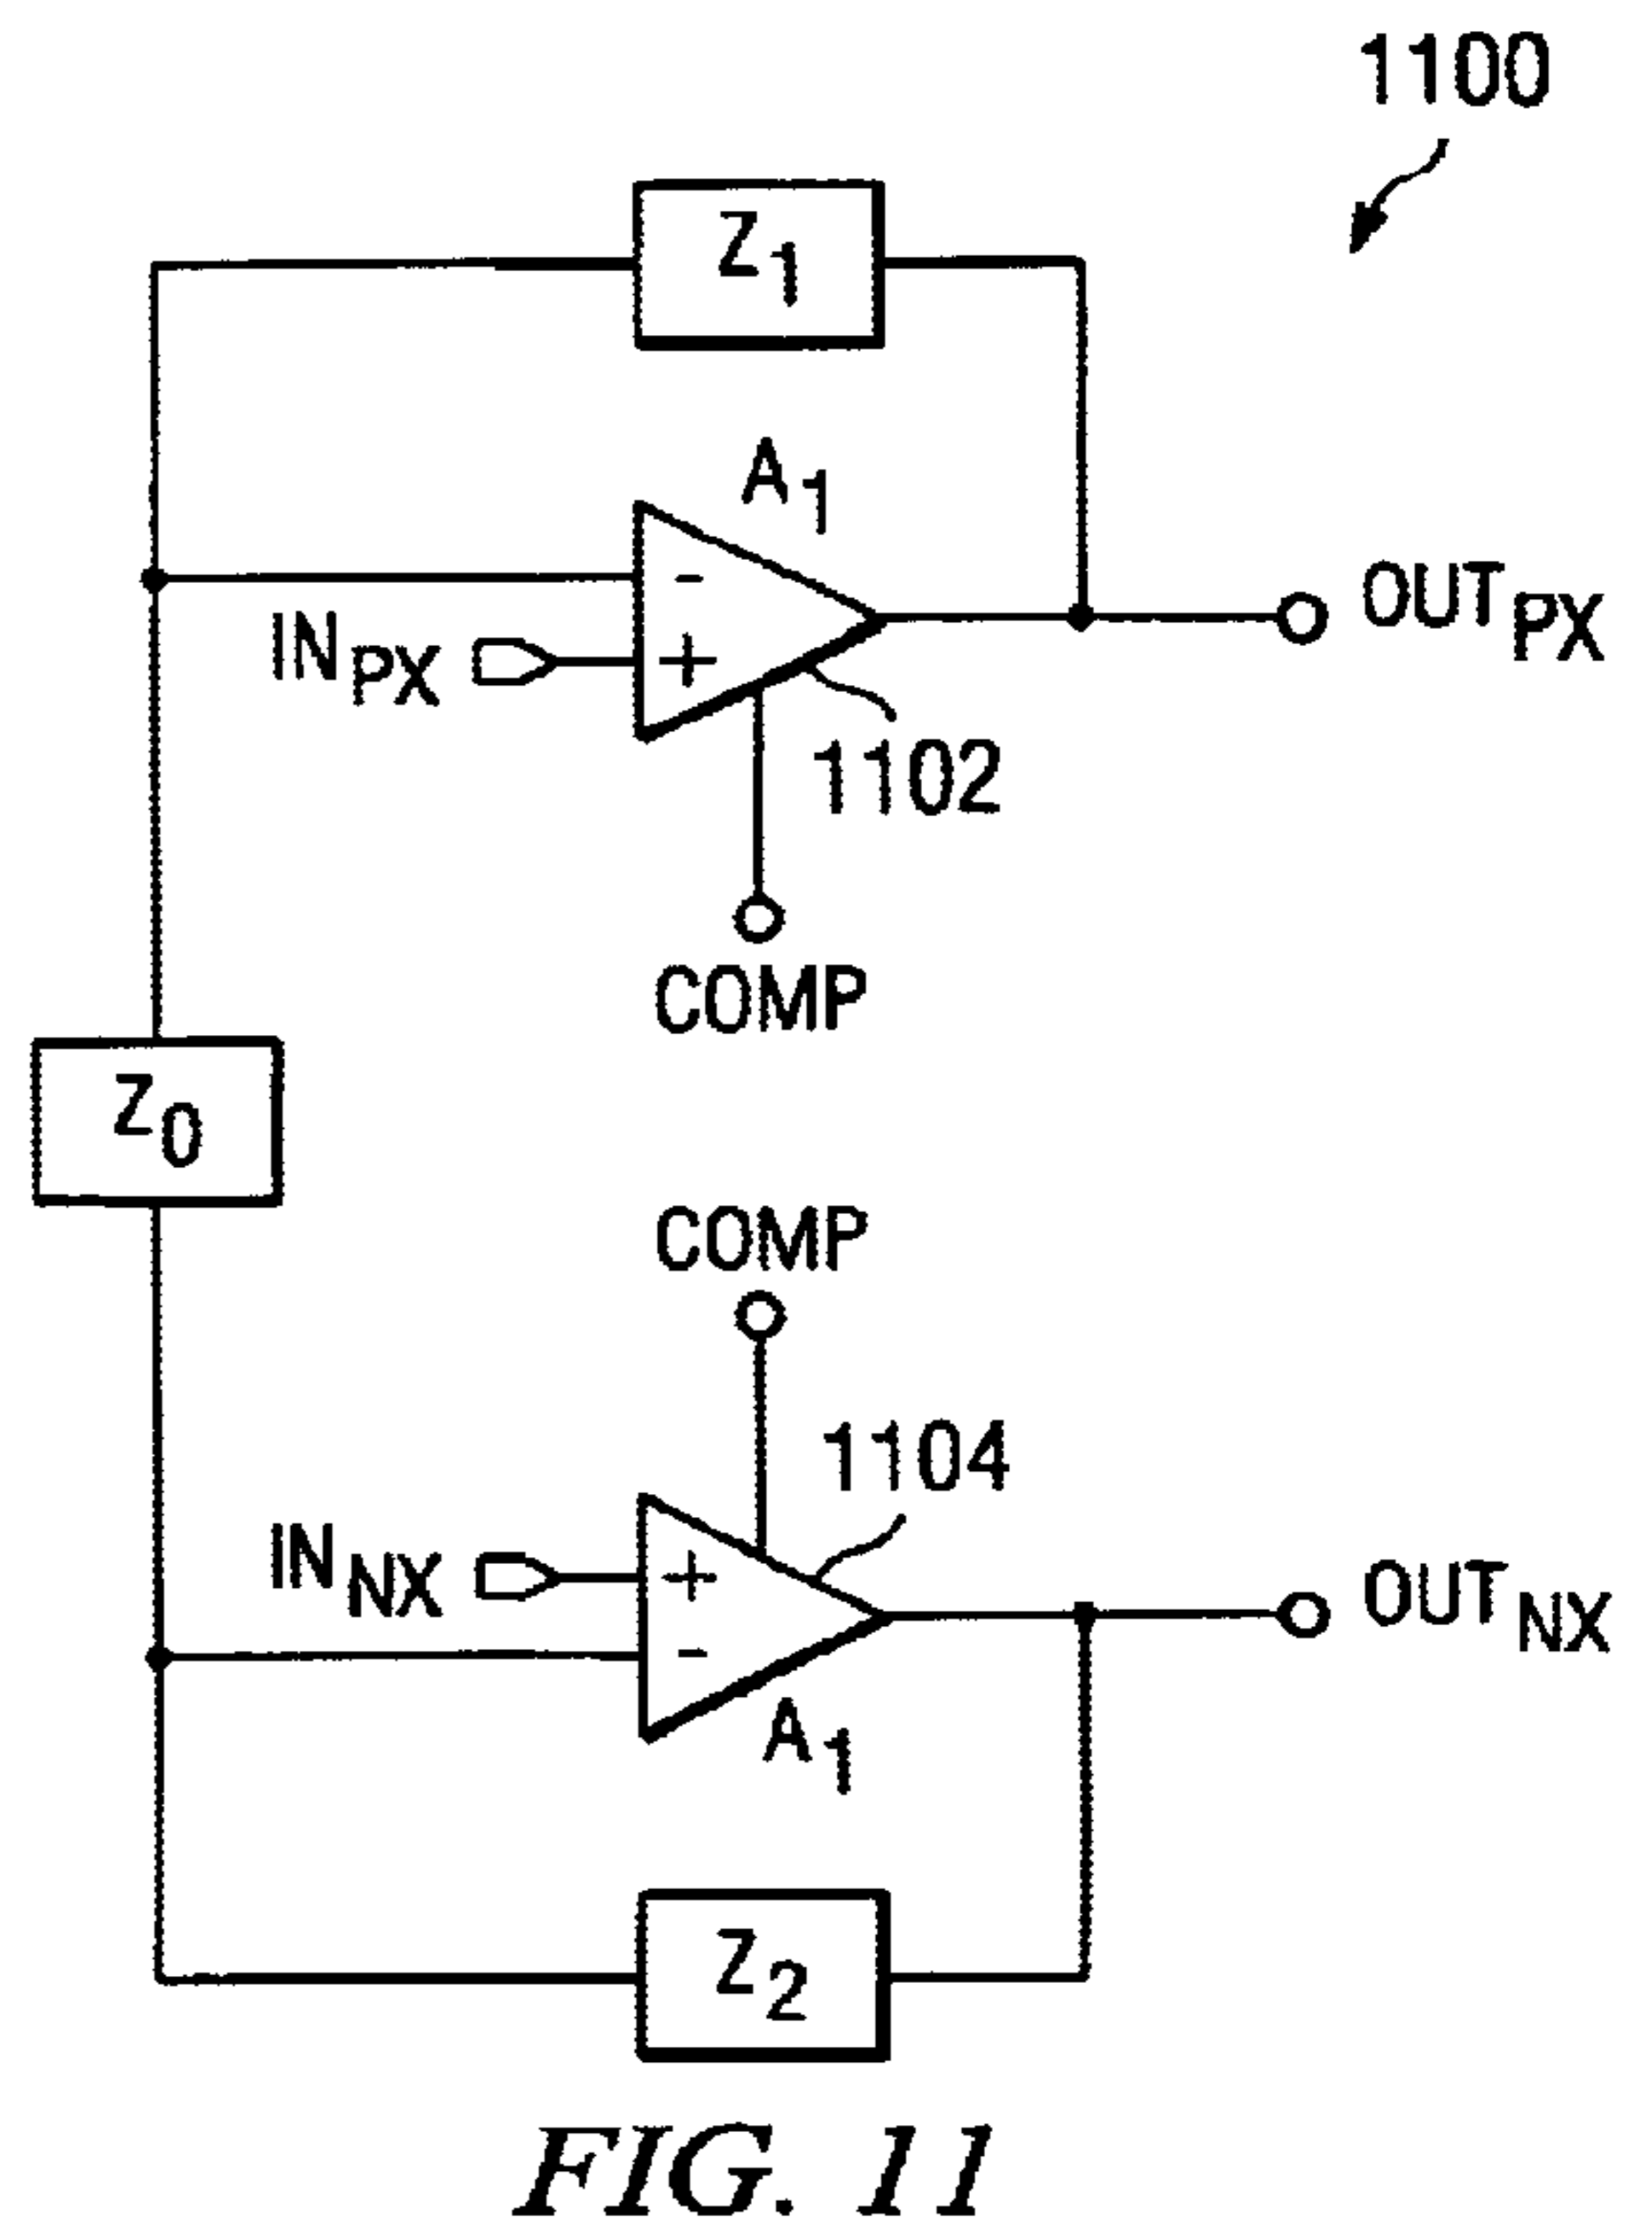 1100
Z1
A1
-
INPX
+
OUTPX
1102
COMP
Z0
COMP
1104
INNX
+
OUTNX
-
A1
Z2
FIG. 11